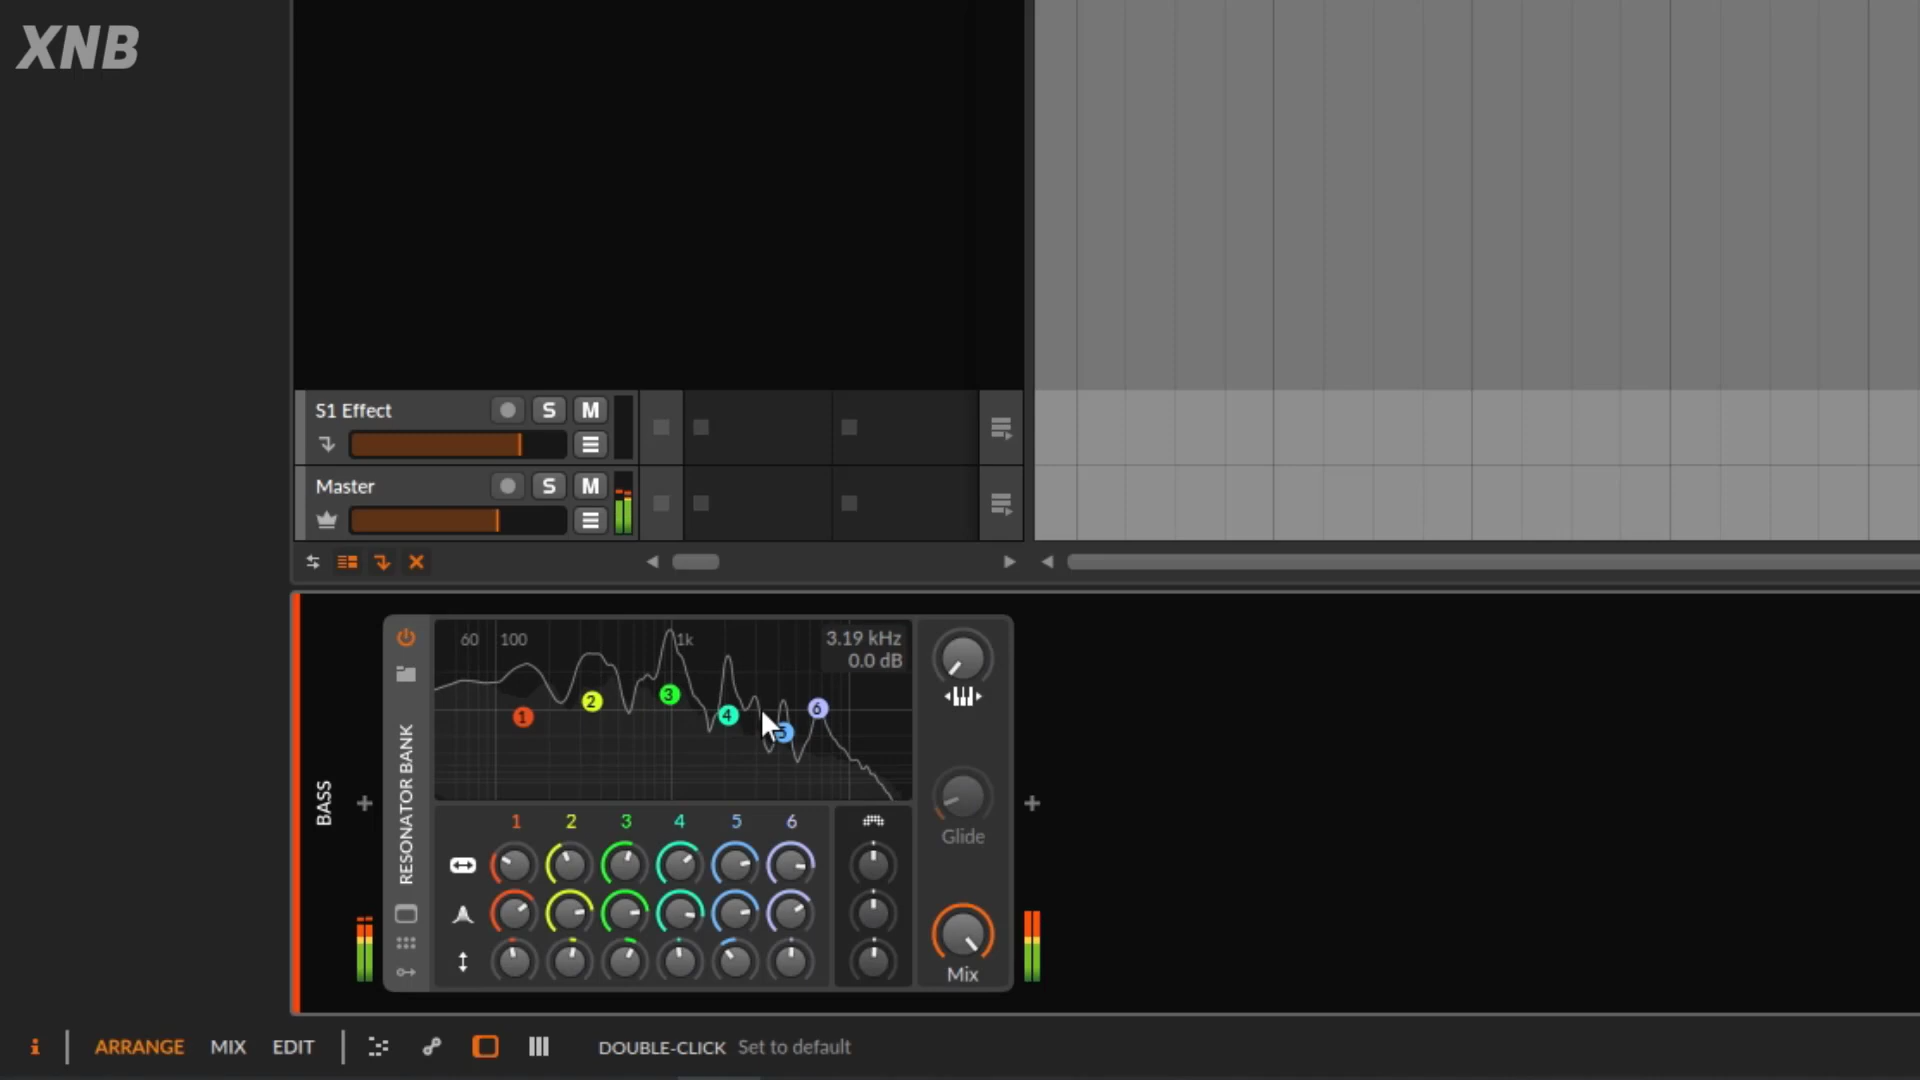 XNB
S1 Effect
S
M
Master
S
M
60
100
1k
3.19 kHz
0.0 dB
1
2
3
4
5
6
BASS
RESONATOR BANK
1
2
3
4
5
6
Glide
Mix
i
ARRANGE
MIX
EDIT
DOUBLE-CLICK Set to default